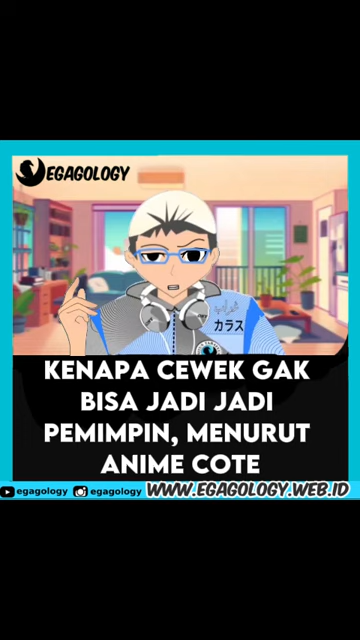 EGAGOLOGY
غراب
カラス
KENAPA CEWEK GAK
BISA JADI JADI
PEMIMPIN, MENURUT
ANIME COTE
egagology egagology WWW.EGAGOLOGY.WEB.ID